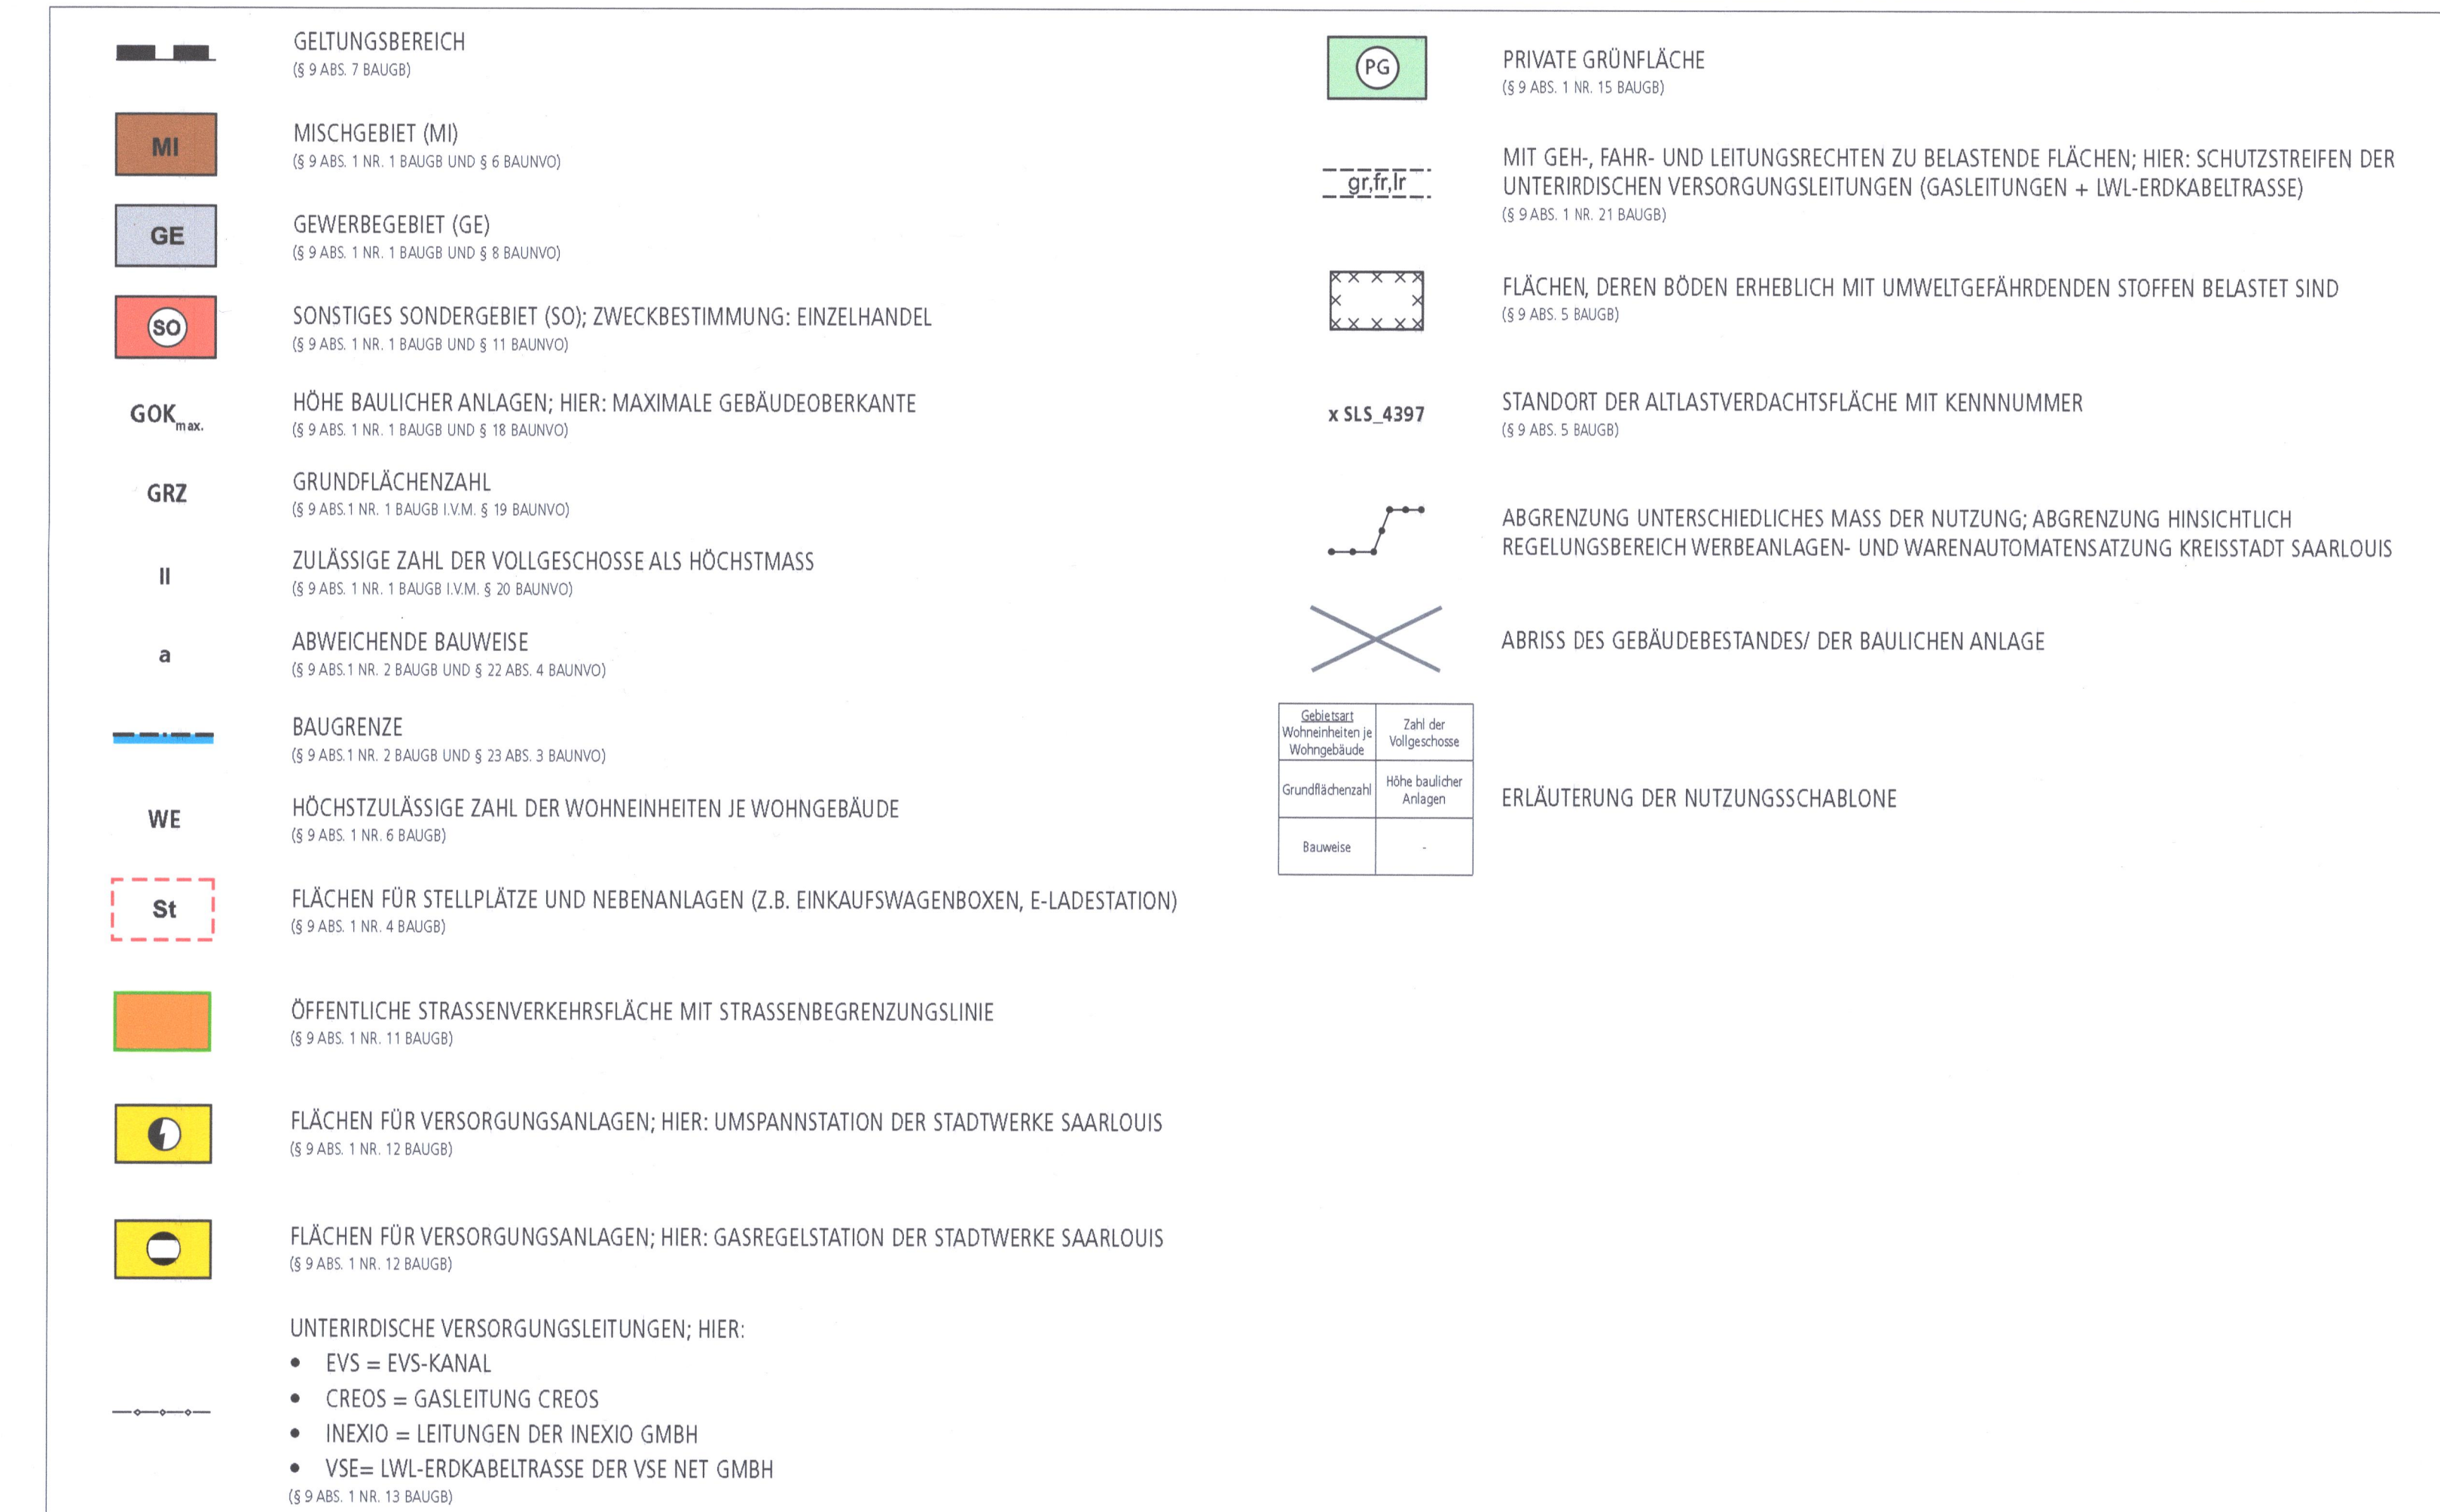 GELTUNGSBEREICH
(§ 9 ABS. 7 BAUGB)
MI
MISCHGEBIET (MI)
(§ 9 ABS. 1 NR. 1 BAUGB UND § 6 BAUNVO)
GE
GEWERBEGEBIET (GE)
(§ 9 ABS. 1 NR. 1 BAUGB UND § 8 BAUNVO)
SO
SONSTIGES SONDERGEBIET (SO); ZWECKBESTIMMUNG: EINZELHANDEL
(§ 9 ABS. 1 NR. 1 BAUGB UND § 11 BAUNVO)
GOK max.
HÖHE BAULICHER ANLAGEN; HIER: MAXIMALE GEBÄUDEOBERKANTE
(§ 9 ABS. 1 NR. 1 BAUGB UND § 18 BAUNVO)
GRZ
GRUNDFLÄCHENZAHL
(§ 9 ABS.1 NR. 1 BAUGB I.V.M. § 19 BAUNVO)
II
ZULÄSSIGE ZAHL DER VOLLGESCHOSSE ALS HÖCHSTMASS
(§ 9 ABS. 1 NR. 1 BAUGB I.V.M. § 20 BAUNVO)
a
ABWEICHENDE BAUWEISE
(§ 9 ABS.1 NR. 2 BAUGB UND § 22 ABS. 4 BAUNVO)
BAUGRENZE
(§ 9 ABS.1 NR. 2 BAUGB UND § 23 ABS. 3 BAUNVO)
WE
HÖCHSTZULÄSSIGE ZAHL DER WOHNEINHEITEN JE WOHNGEBÄUDE
(§ 9 ABS. 1 NR. 6 BAUGB)
St
FLÄCHEN FÜR STELLPLÄTZE UND NEBENANLAGEN (Z.B. EINKAUFSWAGENBOXEN, E-LADESTATION)
(§ 9 ABS. 1 NR. 4 BAUGB)
ÖFFENTLICHE STRASSENVERKEHRSFLÄCHE MIT STRASSENBEGRENZUNGSLINIE
(§ 9 ABS. 1 NR. 11 BAUGB)
FLÄCHEN FÜR VERSORGUNGSANLAGEN; HIER: UMSPANNSTATION DER STADTWERKE SAARLOUIS
(§ 9 ABS. 1 NR. 12 BAUGB)
FLÄCHEN FÜR VERSORGUNGSANLAGEN; HIER: GASREGELSTATION DER STADTWERKE SAARLOUIS
(§ 9 ABS. 1 NR. 12 BAUGB)
UNTERIRDISCHE VERSORGUNGSLEITUNGEN; HIER:
• EVS = EVS-KANAL
• CREOS = GASLEITUNG CREOS
• INEXIO = LEITUNGEN DER INEXIO GMBH
• VSE= LWL-ERDKABELTRASSE DER VSE NET GMBH
(§ 9 ABS. 1 NR. 13 BAUGB)
PG
PRIVATE GRÜNFLÄCHE
(§ 9 ABS. 1 NR. 15 BAUGB)
gr,fr,lr
MIT GEH-, FAHR- UND LEITUNGSRECHTEN ZU BELASTENDE FLÄCHEN; HIER: SCHUTZSTREIFEN DER
UNTERIRDISCHEN VERSORGUNGSLEITUNGEN (GASLEITUNGEN + LWL-ERDKABELTRASSE)
(§ 9 ABS. 1 NR. 21 BAUGB)
FLÄCHEN, DEREN BÖDEN ERHEBLICH MIT UMWELTGEFÄHRDENDEN STOFFEN BELASTET SIND
(§ 9 ABS. 5 BAUGB)
x SLS_4397
STANDORT DER ALTLASTVERDACHTSFLÄCHE MIT KENNNUMMER
(§ 9 ABS. 5 BAUGB)
ABGRENZUNG UNTERSCHIEDLICHES MASS DER NUTZUNG; ABGRENZUNG HINSICHTLICH
REGELUNGSBEREICH WERBEANLAGEN- UND WARENAUTOMATENSATZUNG KREISSTADT SAARLOUIS
ABRISS DES GEBÄUDEBESTANDES/ DER BAULICHEN ANLAGE
Gebietsart
Wohneinheiten je
Wohngebäude
Zahl der
Vollgeschosse
Grundflächenzahl
Höhe baulicher
Anlagen
Bauweise
-
ERLÄUTERUNG DER NUTZUNGSSCHABLONE